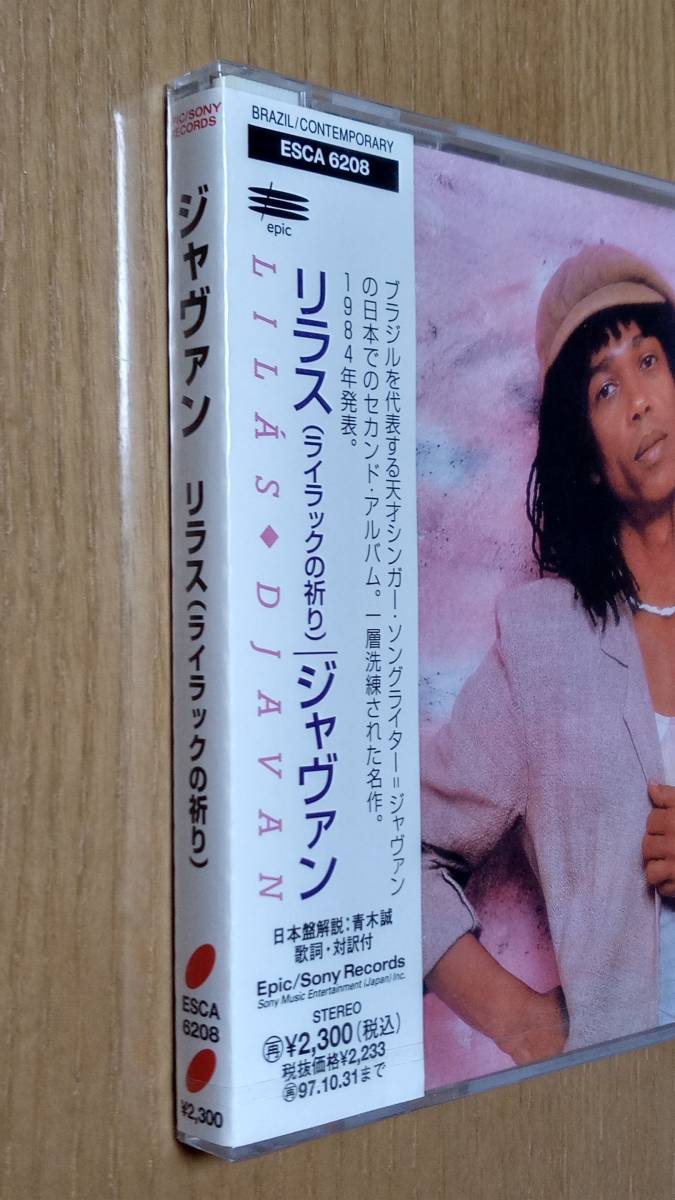 EPIC/SONY
RECORDS
ジャヴァン リラス(ライラックの祈り)
ESCA
6208
¥2,300
BRAZIL/CONTEMPORARY
ESCA 6208
epic
LILÁS◆DJAVAN
リラス(ライラックの祈り)|ジャヴァン
ブラジルを代表する天才シンガー・ソングライター=ジャヴァン
の日本でのセカンド・アルバム。一層洗練された名作。
1984年発表。
日本盤解説:青木誠
歌詞・対訳付
Epic/Sony Records
Sony Music Entertainment (Japan) Inc.
STEREO
再¥2,300(税込)
税抜価格¥2,233
再97.10.31まで